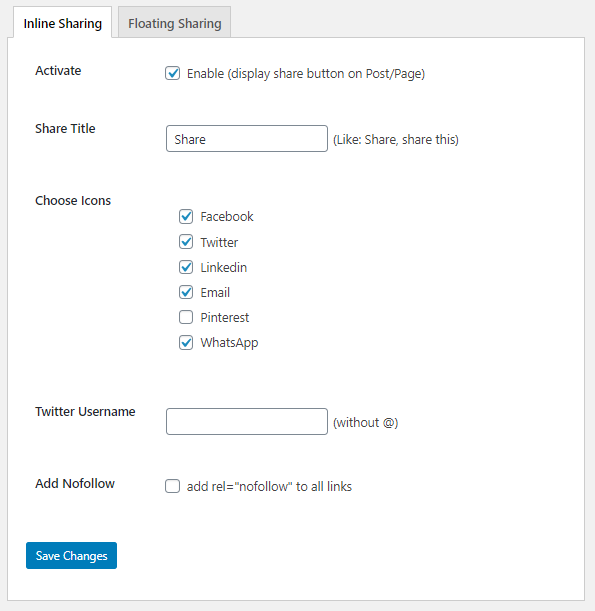 Inline Sharing
Floating Sharing
Activate
Enable (display share button on Post/Page)
Share Title
Share
(Like: Share, share this)
Choose Icons
Facebook
Twitter
Linkedin
Email
Pinterest
WhatsApp
Twitter Username
(without @)
Add Nofollow
add rel="nofollow" to all links
Save Changes